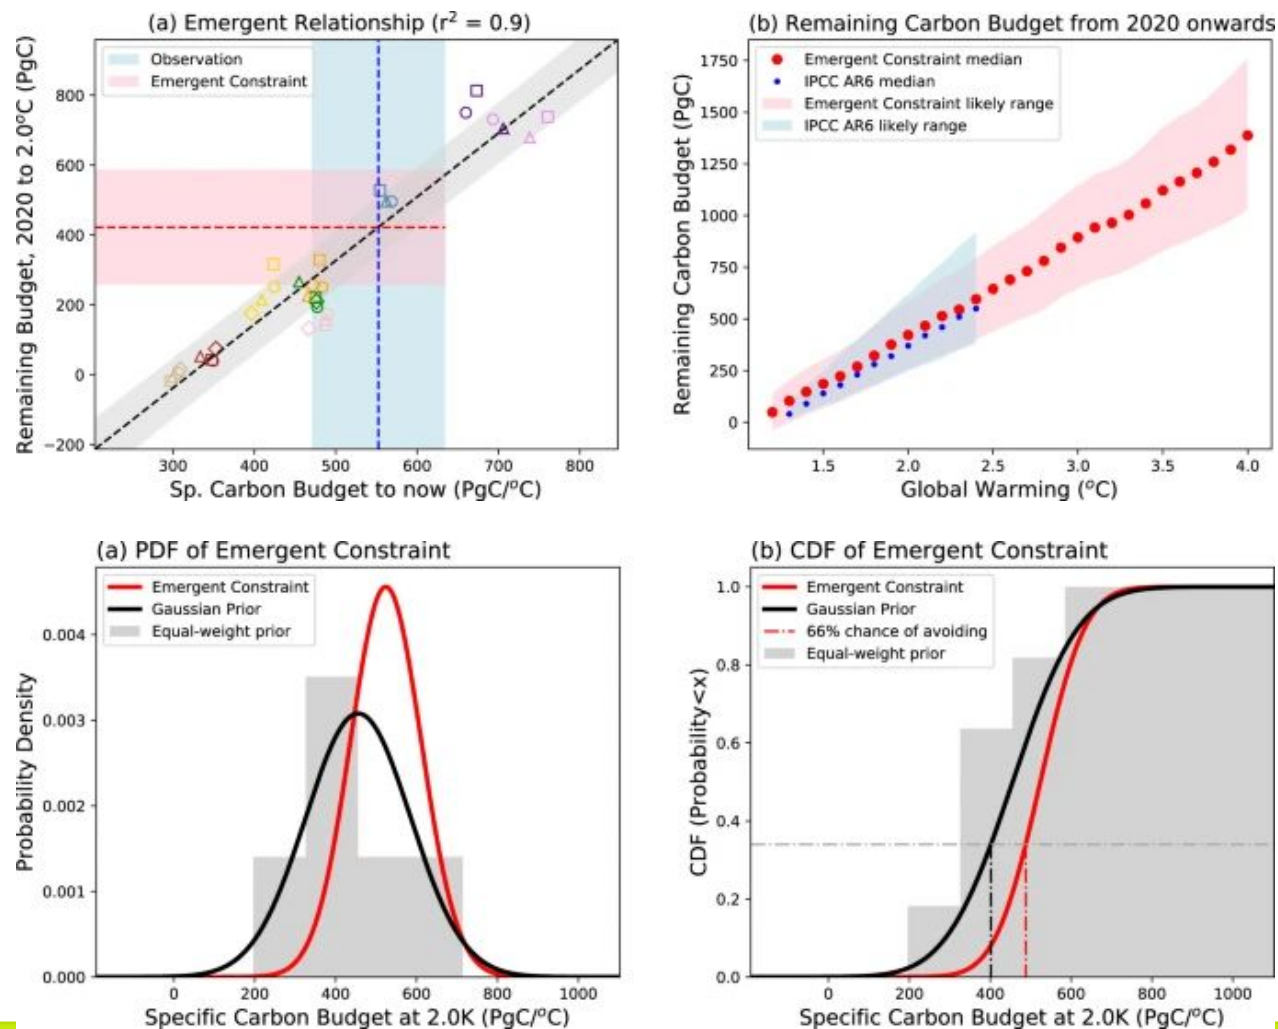 (a) Emergent Relationship (r² = 0.9)
Observation
Emergent Constraint
800
600
400
200
0
−200
Remaining Budget, 2020 to 2.0°C (PgC)
300 400 500 600 700 800
Sp. Carbon Budget to now (PgC/°C)
(b) Remaining Carbon Budget from 2020 onwards
Emergent Constraint median
IPCC AR6 median
Emergent Constraint likely range
IPCC AR6 likely range
1750
1500
1250
1000
750
500
250
0
Remaining Carbon Budget (PgC)
1.5 2.0 2.5 3.0 3.5 4.0
Global Warming (°C)
(a) PDF of Emergent Constraint
Emergent Constraint
Gaussian Prior
Equal-weight prior
0.004
0.003
0.002
0.001
0.000
Probability Density
0 200 400 600 800 1000
Specific Carbon Budget at 2.0K (PgC/°C)
(b) CDF of Emergent Constraint
Emergent Constraint
Gaussian Prior
66% chance of avoiding
Equal-weight prior
1.0
0.8
0.6
0.4
0.2
0.0
CDF (Probability<x)
0 200 400 600 800 1000
Specific Carbon Budget at 2.0K (PgC/°C)